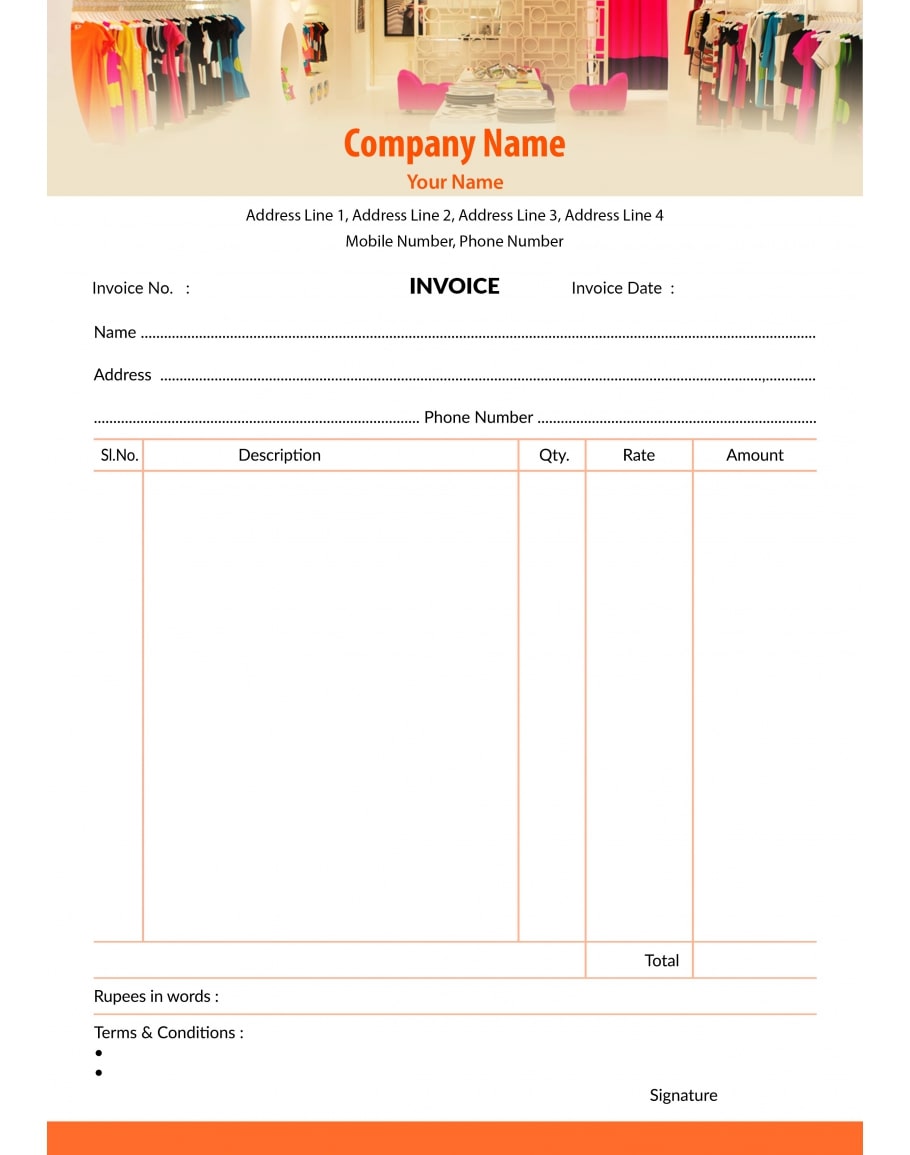 Company Name
Your Name
Address Line 1, Address Line 2, Address Line 3, Address Line 4
Mobile Number, Phone Number
Invoice No. : INVOICE Invoice Date :
Name ..........
Address ..........
.......... Phone Number ..........
Sl.No. Description Qty. Rate Amount
Total
Rupees in words :
Terms & Conditions :
•
•
Signature